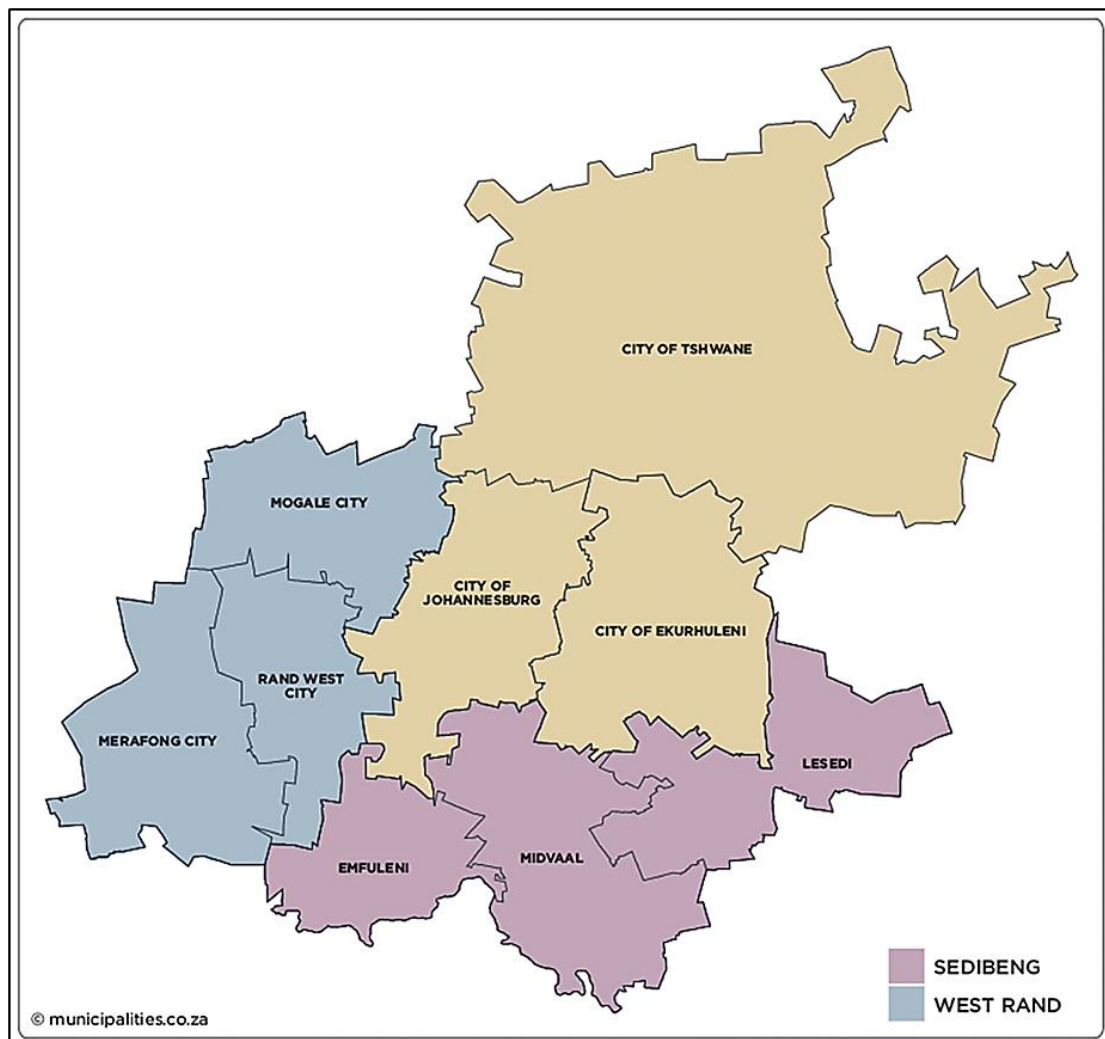 CITY OF TSHWANE
MOGALE CITY
CITY OF
JOHANNESBURG
CITY OF EKURHULENI
RAND WEST
CITY
MERAFONG CITY
LESEDI
EMFULENI
MIDVAAL
SEDIBENG
WEST RAND
© municipalities.co.za